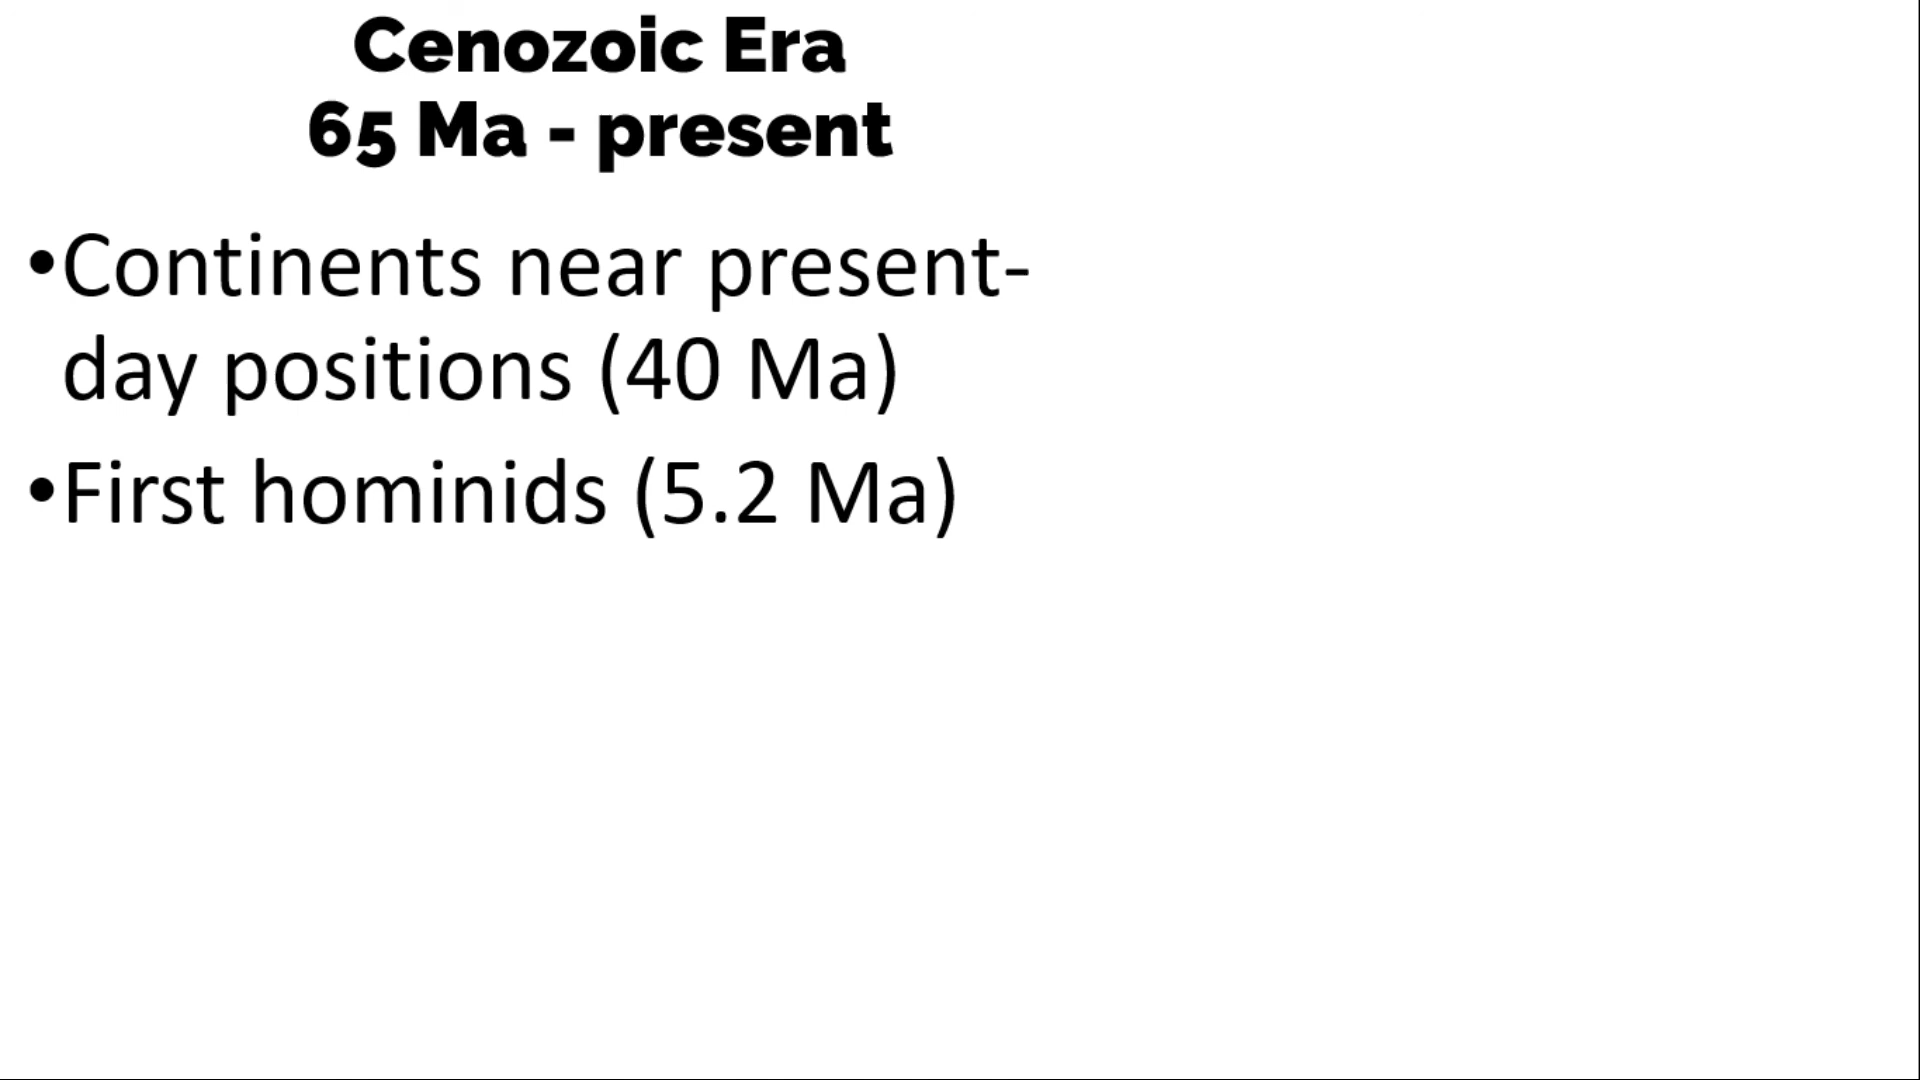 Cenozoic Era
65 Ma - present
•Continents near present-
day positions (40 Ma)
•First hominids (5.2 Ma)